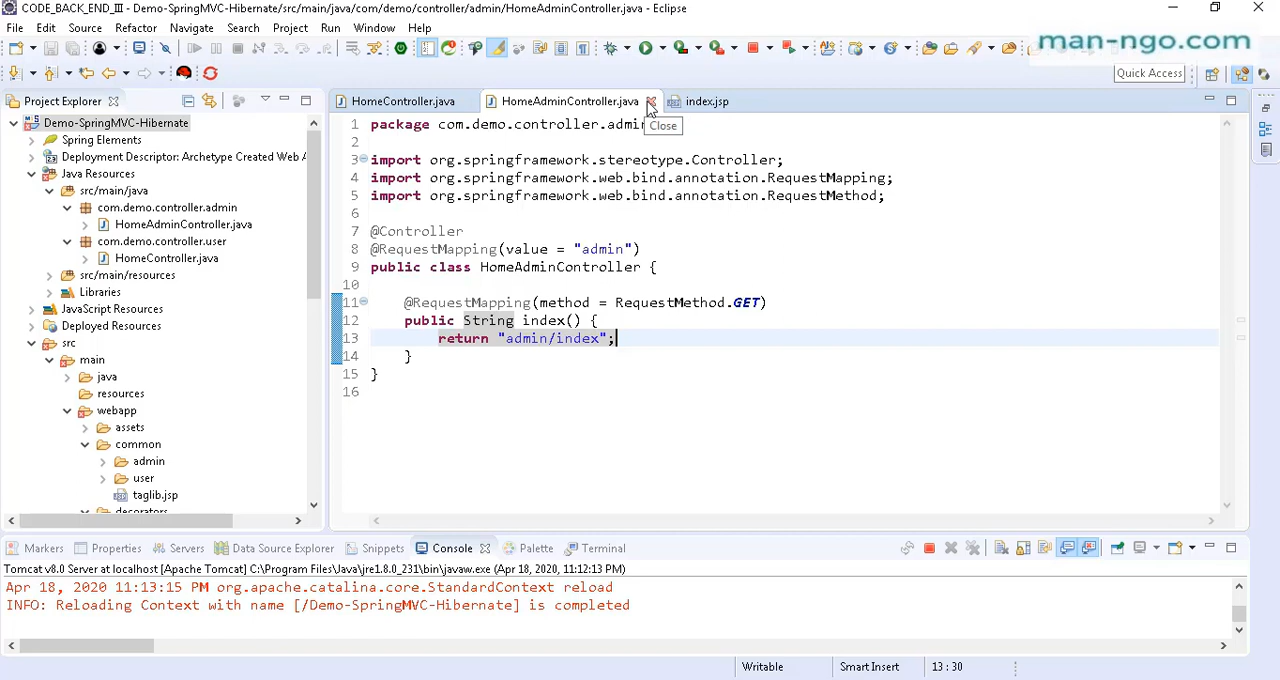 CODE_BACK_END_III - Demo-SpringMVC-Hibernate/src/main/java/com/demo/controller/admin/HomeAdminController.java - Eclipse
File Edit Source Refactor Navigate Search Project Run Window Help
man-ngo.com
Quick Access
Project Explorer
HomeController.java
HomeAdminController.java
index.jsp
Close
Demo-SpringMVC-Hibernate
Spring Elements
Deployment Descriptor: Archetype Created Web A
Java Resources
src/main/java
com.demo.controller.admin
HomeAdminController.java
com.demo.controller.user
HomeController.java
src/main/resources
Libraries
JavaScript Resources
Deployed Resources
src
main
java
resources
webapp
assets
common
admin
user
taglib.jsp
decorators
1 package com.demo.controller.admin
2
3 import org.springframework.stereotype.Controller;
4 import org.springframework.web.bind.annotation.RequestMapping;
5 import org.springframework.web.bind.annotation.RequestMethod;
6
7 @Controller
8 @RequestMapping(value = "admin")
9 public class HomeAdminController {
10
11 @RequestMapping(method = RequestMethod.GET)
12 public String index() {
13 return "admin/index";
14 }
15 }
16
Markers Properties Servers Data Source Explorer Snippets Console Palette Terminal
Tomcat v8.0 Server at localhost [Apache Tomcat] C:\Program Files\Java\jre1.8.0_231\bin\javaw.exe (Apr 18, 2020 11:12:13 PM)
Apr 18, 2020 11:13:15 PM org.apache.catalina.core.StandardContext reload
INFO: Reloading Context with name [/Demo-SpringMVC-Hibernate] is completed
Writable Smart Insert 13 : 30